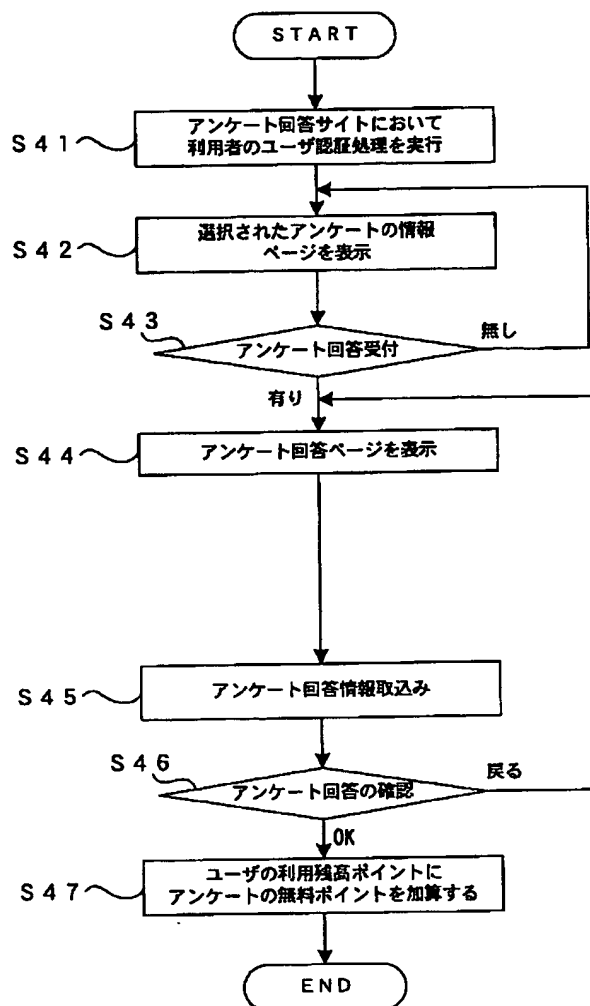 START
S41
アンケート回答サイトにおいて
利用者のユーザ認証処理を実行
S42
選択されたアンケートの情報
ページを表示
S43
アンケート回答受付
無し
有り
S44
アンケート回答ページを表示
S45
アンケート回答情報取込み
S46
アンケート回答の確認
戻る
OK
S47
ユーザの利用残高ポイントに
アンケートの無料ポイントを加算する
END